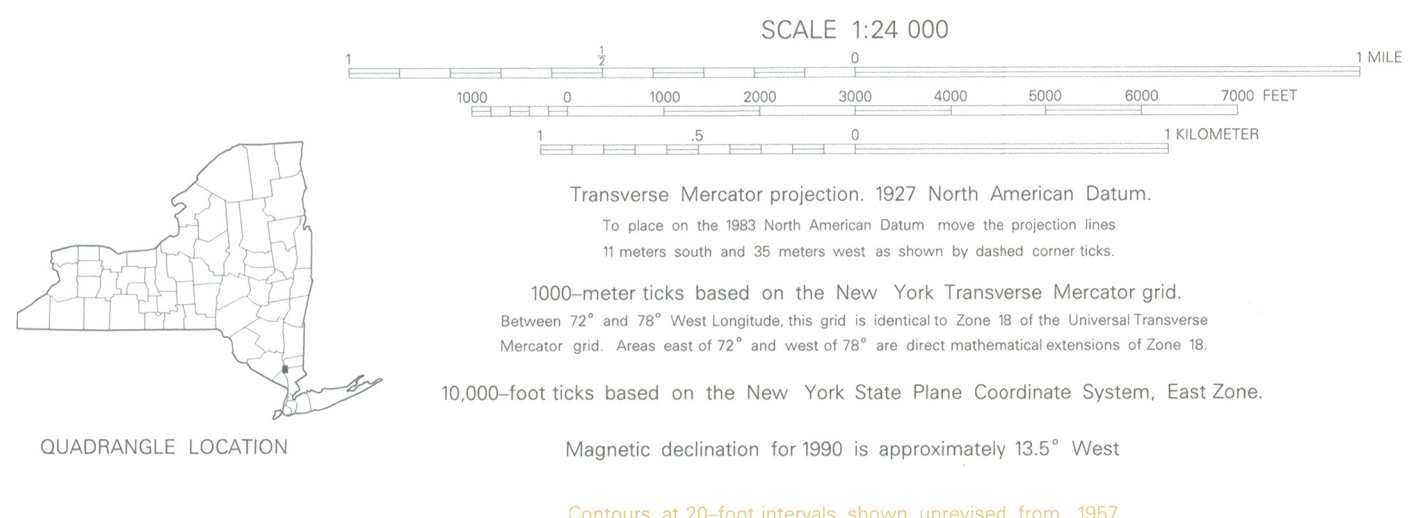 SCALE 1:24 000
1 ½ 0 1 MILE
1000 0 1000 2000 3000 4000 5000 6000 7000 FEET
1 .5 0 1 KILOMETER
Transverse Mercator projection. 1927 North American Datum.
To place on the 1983 North American Datum move the projection lines
11 meters south and 35 meters west as shown by dashed corner ticks.
1000–meter ticks based on the New York Transverse Mercator grid.
Between 72° and 78° West Longitude, this grid is identical to Zone 18 of the Universal Transverse
Mercator grid. Areas east of 72° and west of 78° are direct mathematical extensions of Zone 18.
10,000–foot ticks based on the New York State Plane Coordinate System, East Zone.
QUADRANGLE LOCATION
Magnetic declination for 1990 is approximately 13.5° West
Contours at 20–foot intervals shown unrevised from 1957